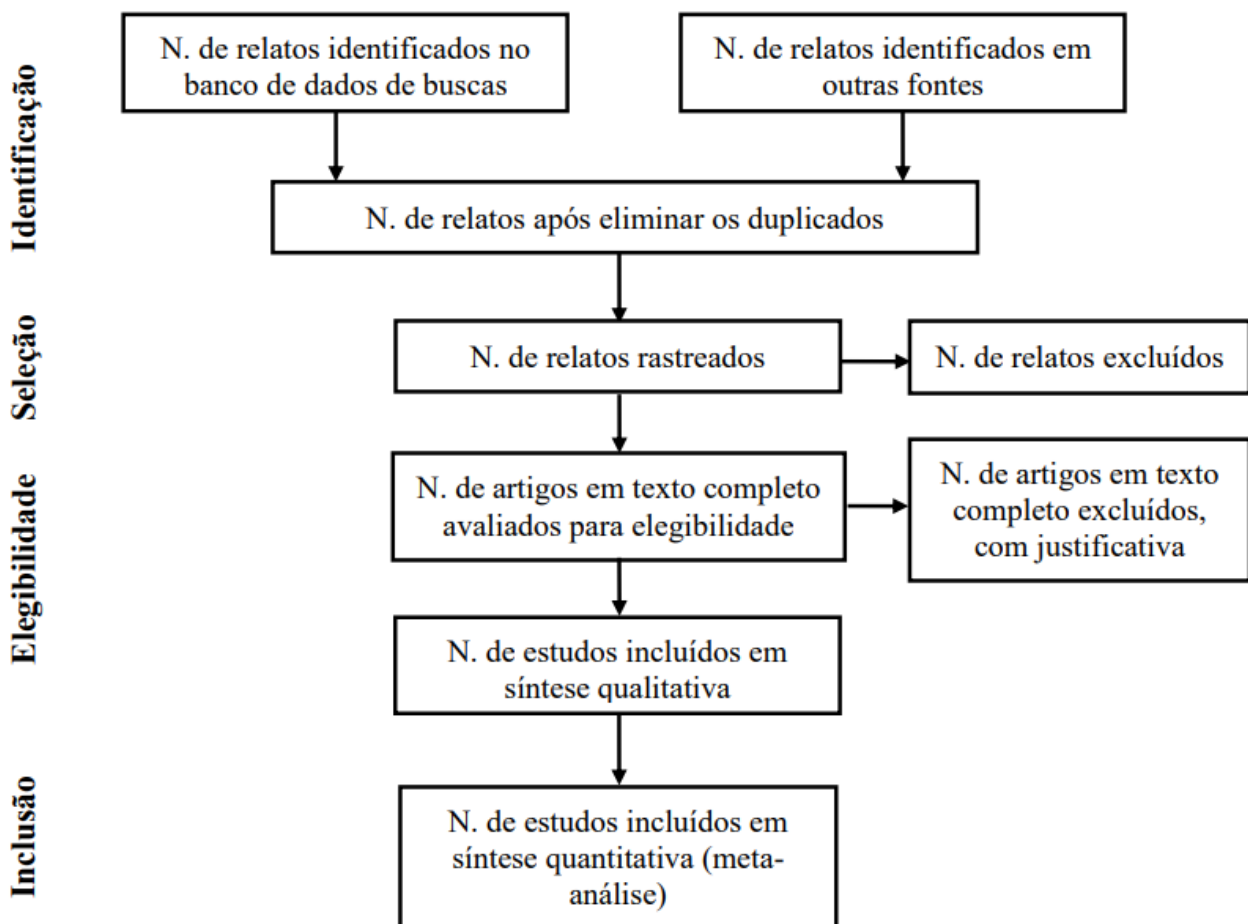 Identificação
N. de relatos identificados no
banco de dados de buscas
N. de relatos identificados em
outras fontes
N. de relatos após eliminar os duplicados
Seleção
N. de relatos rastreados
N. de relatos excluídos
Elegibilidade
N. de artigos em texto completo
avaliados para elegibilidade
N. de artigos em texto
completo excluídos,
com justificativa
N. de estudos incluídos em
síntese qualitativa
Inclusão
N. de estudos incluídos em
síntese quantitativa (meta-
análise)